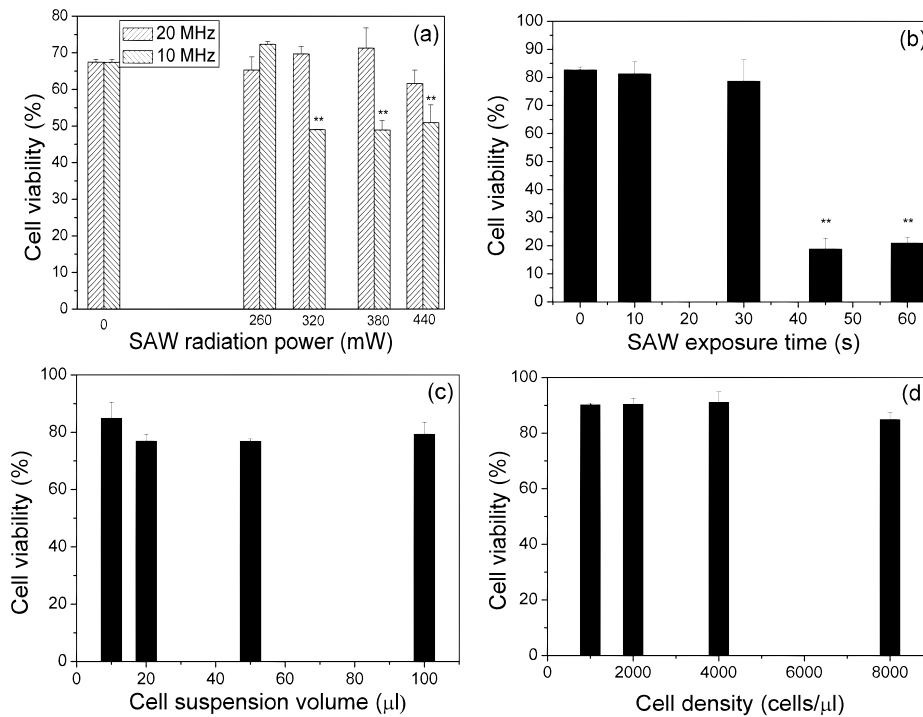 (a)
20 MHz
10 MHz
80
70
60
50
40
30
20
10
0
Cell viability (%)
**
**
**
0
260
320
380
440
SAW radiation power (mW)
(b)
100
90
80
70
60
50
40
30
20
10
0
Cell viability (%)
**
**
0 10 20 30 40 50 60
SAW exposure time (s)
(c)
100
80
60
40
20
0
Cell viability (%)
0 20 40 60 80 100
Cell suspension volume (μl)
(d
100
80
60
40
20
0
Cell viability (%)
0 2000 4000 6000 8000
Cell density (cells/μl)